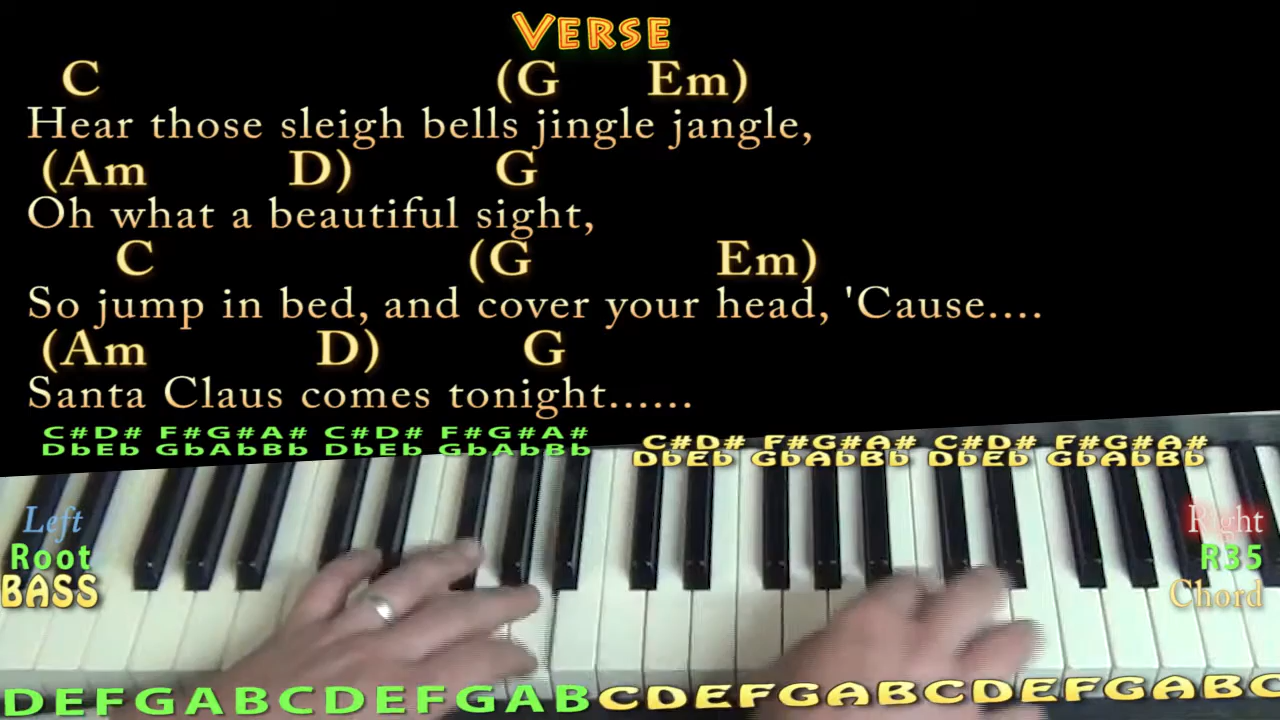 VERSE
C (G Em)
Hear those sleigh bells jingle jangle,
(Am D) G
Oh what a beautiful sight,
C (G Em)
So jump in bed, and cover your head, 'Cause....
(Am D) G
Santa Claus comes tonight......
C#D# F#G#A# C#D# F#G#A# C#D# F#G#A# C#D# F#G#A#
DbEb GbAbBb DbEb GbAbBb DbEb GbAbBb DbEb GbAbBb
Left Right
Root R35
BASS Chord
DEFGABCDEFGABCDEFGABCDEFGABC